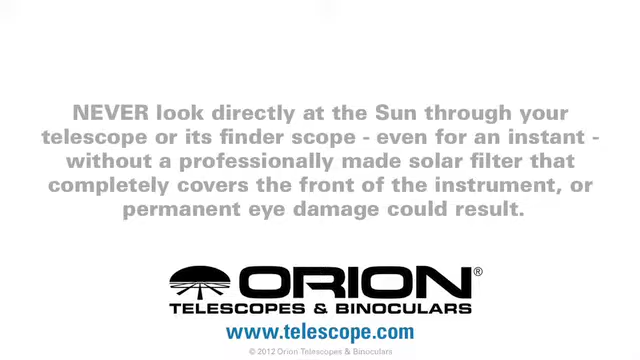 NEVER look directly at the Sun through your
telescope or its finder scope - even for an instant -
without a professionally made solar filter that
completely covers the front of the instrument, or
permanent eye damage could result.
ORION®
TELESCOPES & BINOCULARS
www.telescope.com
© 2012 Orion Telescopes & Binoculars